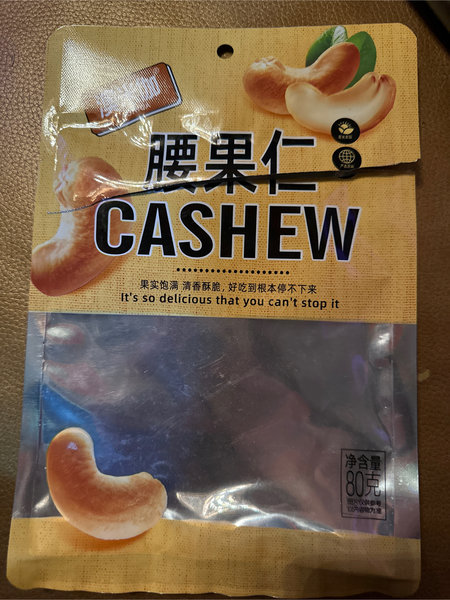 腰果仁
CASHEW
果实饱满 清香酥脆，好吃到根本停不下来
It's so delicious that you can't stop it
净含量
80克